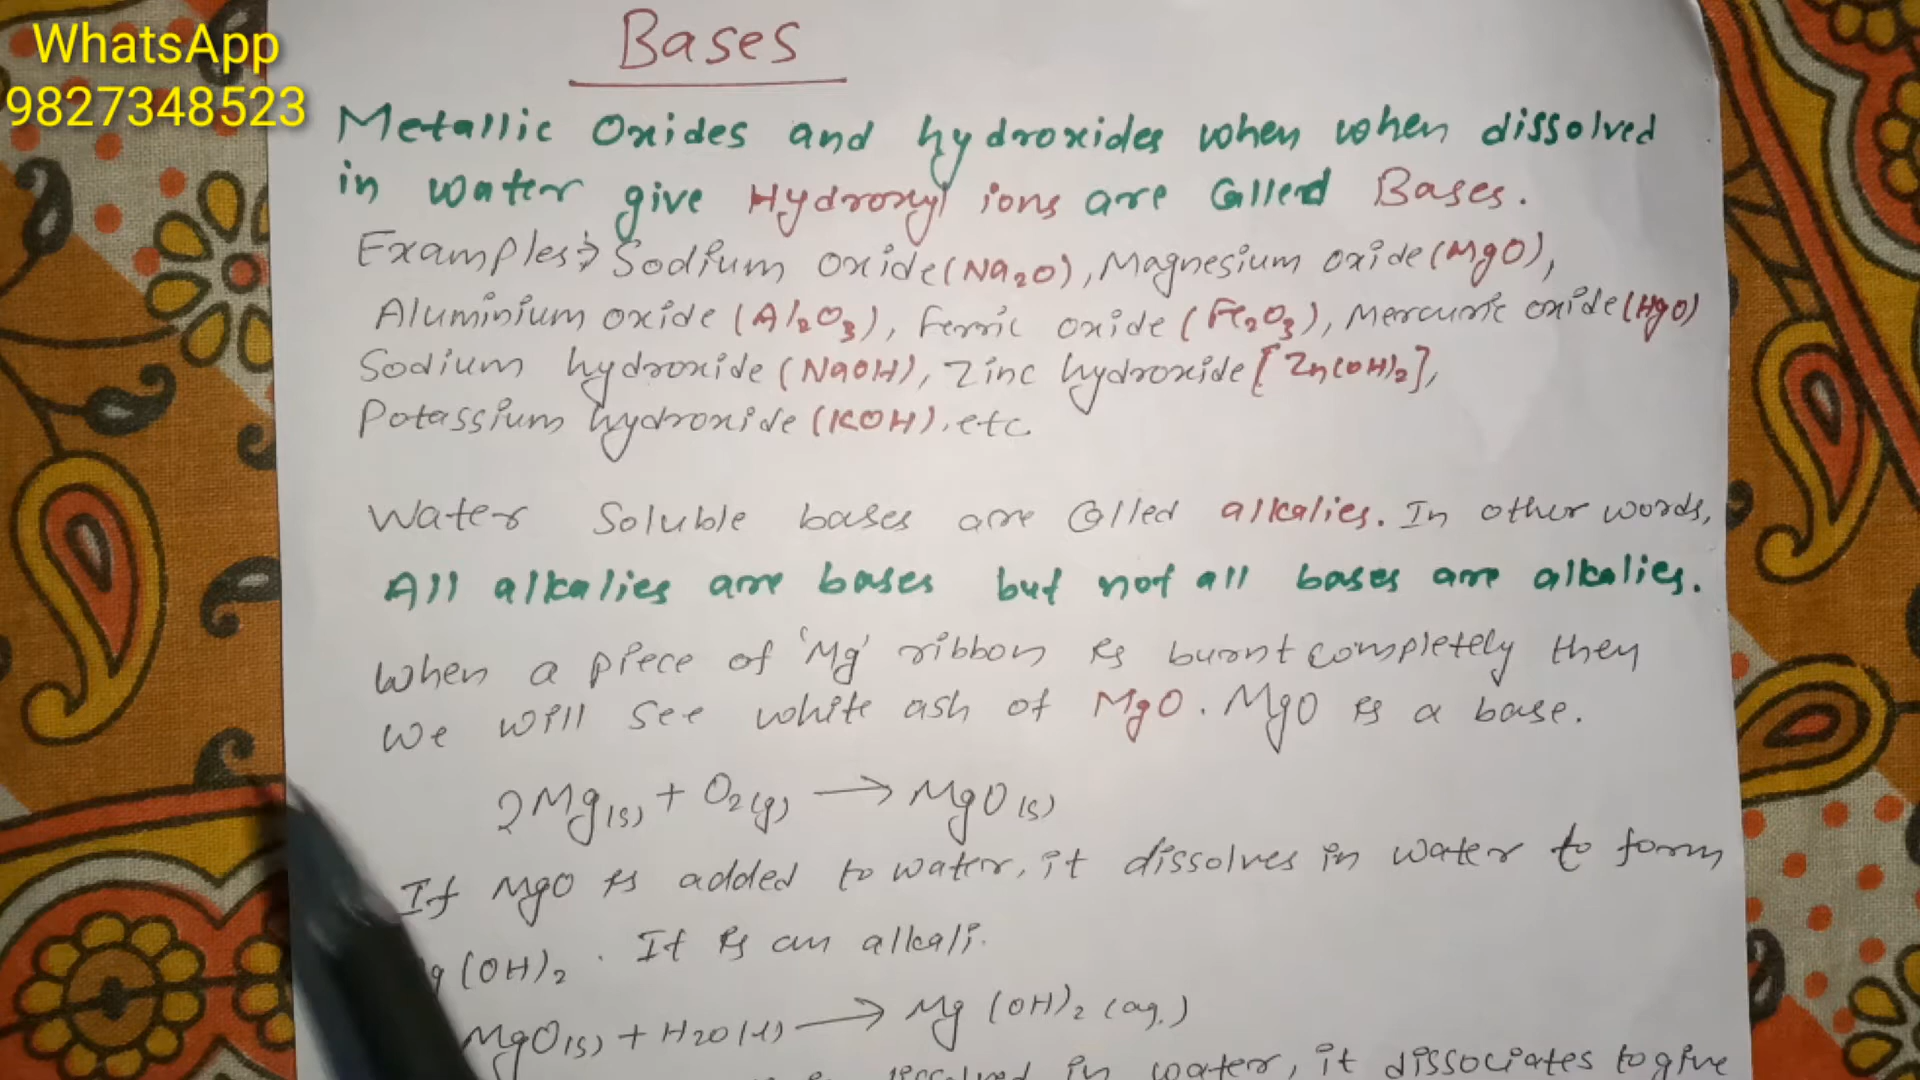 WhatsApp
9827348523
Bases
Metallic Oxides and hydroxides when when dissolved
in water give Hydroxyl ions are Called Bases.
Examples⇒ Sodium oxide (Na2O), Magnesium oxide (MgO),
Aluminium oxide (Al2O3), Ferric oxide (Fe2O3), Mercuric oxide (HgO)
Sodium hydroxide (NaOH), Zinc hydroxide [Zn(OH)2],
Potassium hydroxide (KOH), etc.
Water Soluble bases are Called alkalies. In other words,
All alkalies are bases but not all bases are alkalies.
When a piece of 'Mg' ribbon is burnt completely then
we will see white ash of MgO. MgO is a base.
2Mg(s) + O2(g) → MgO(s)
If MgO is added to water, it dissolves in water to form
g(OH)2. It is an alkali.
MgO(s) + H2O(l) → Mg(OH)2 (aq.)
in water, it dissociates to give